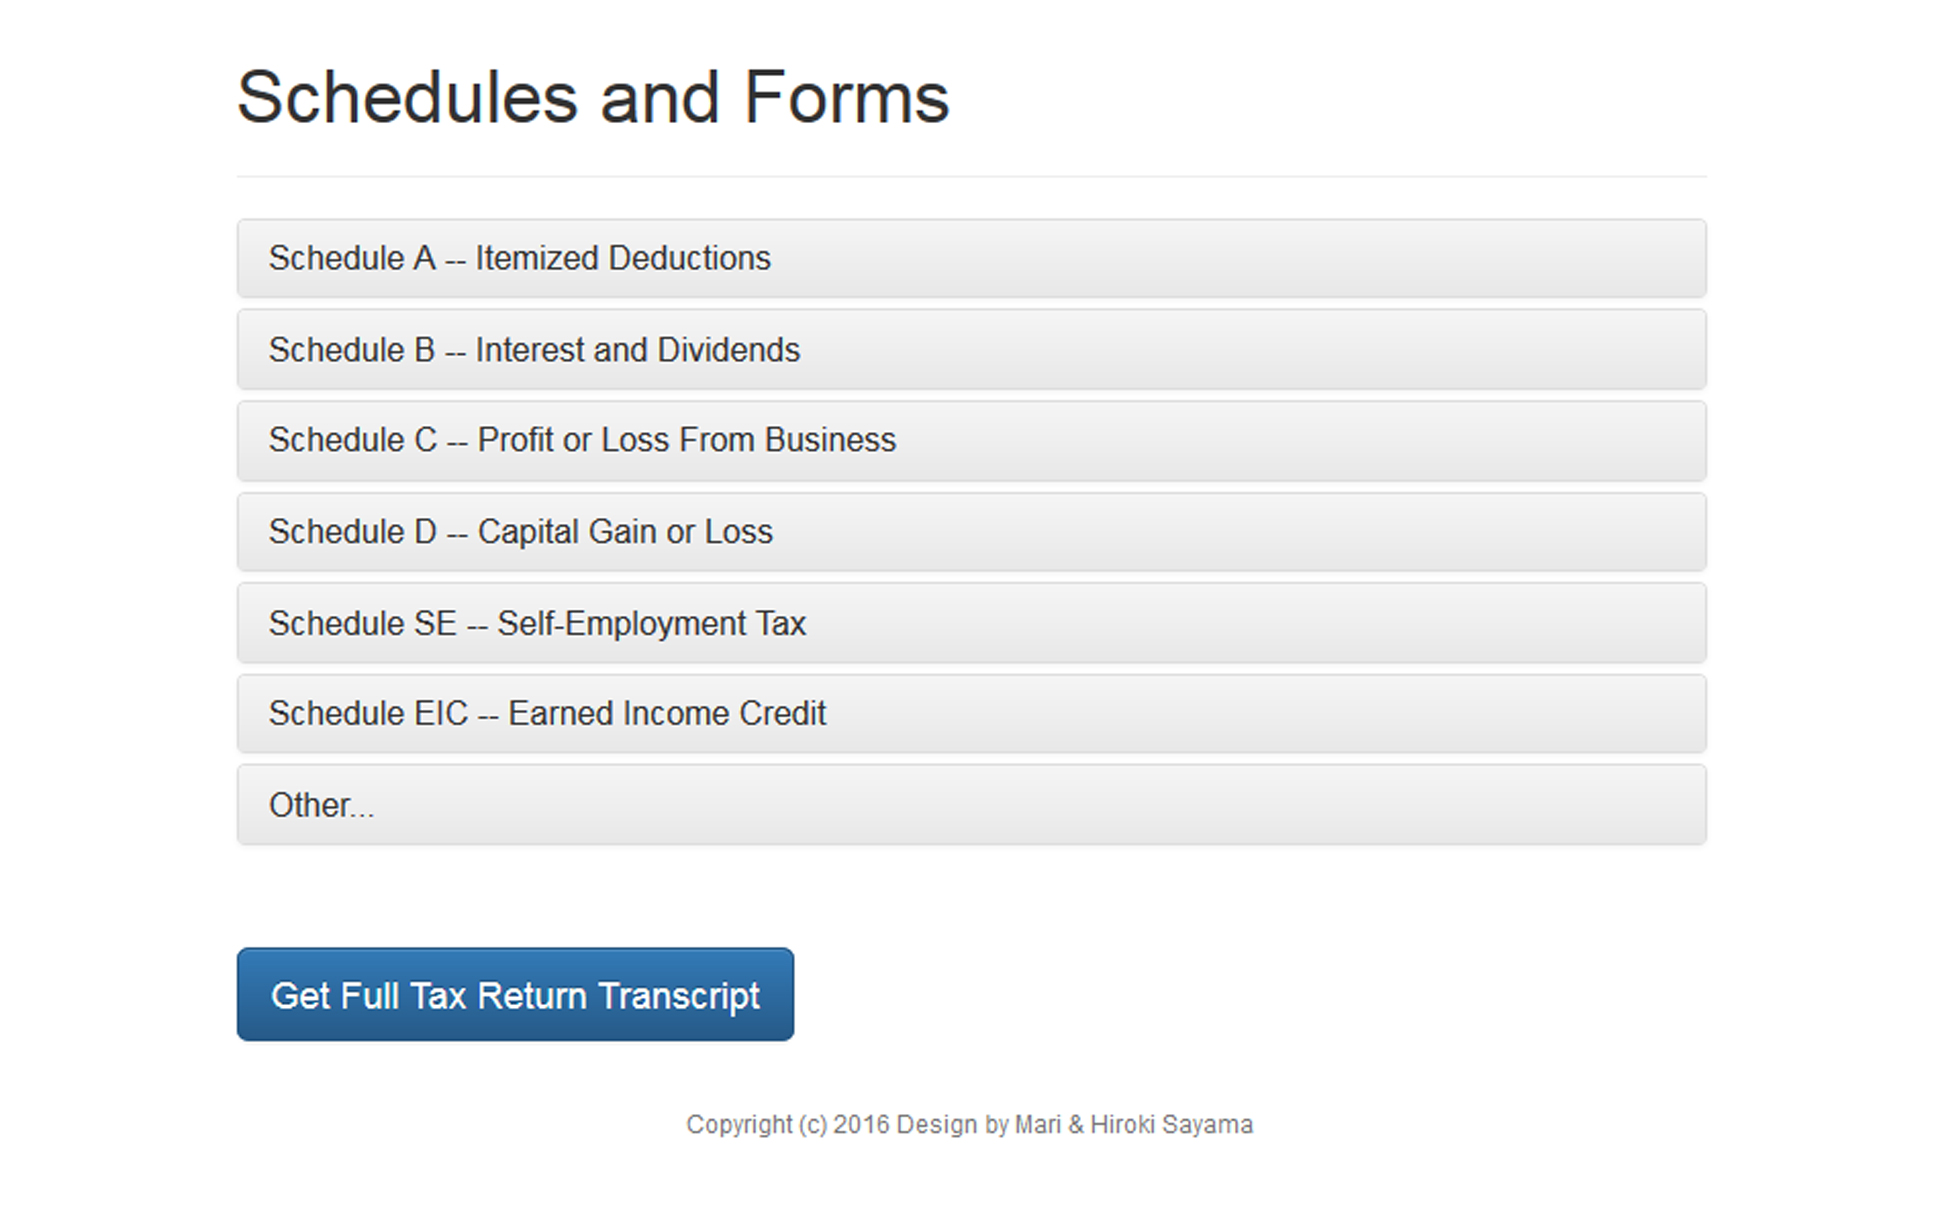 Schedules and Forms
Schedule A -- Itemized Deductions
Schedule B -- Interest and Dividends
Schedule C -- Profit or Loss From Business
Schedule D -- Capital Gain or Loss
Schedule SE -- Self-Employment Tax
Schedule EIC -- Earned Income Credit
Other...
Get Full Tax Return Transcript
Copyright (c) 2016 Design by Mari & Hiroki Sayama